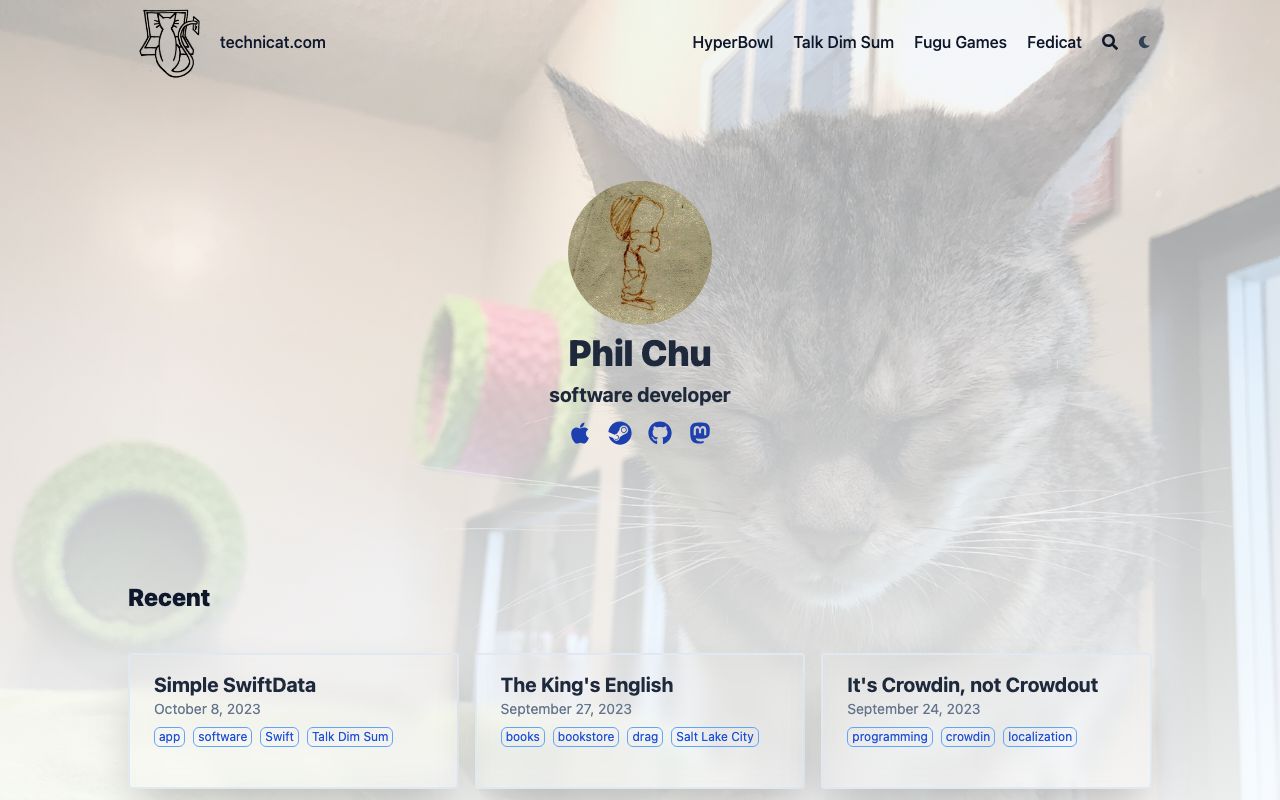 technicat.com
HyperBowl Talk Dim Sum Fugu Games Fedicat
Phil Chu
software developer
Recent
Simple SwiftData
October 8, 2023
app software Swift Talk Dim Sum
The King's English
September 27, 2023
books bookstore drag Salt Lake City
It's Crowdin, not Crowdout
September 24, 2023
programming crowdin localization